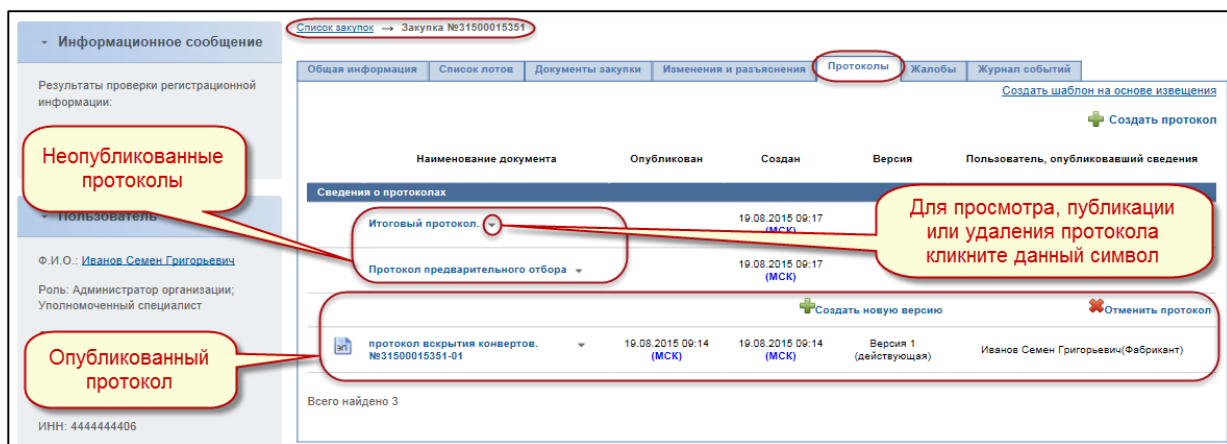 Информационное сообщение
Результаты проверки регистрационной
информации:
Неопубликованные
протоколы
Пользователь
Ф.И.О.: Иванов Семен Григорьевич
Роль: Администратор организации;
Уполномоченный специалист
Опубликованный
протокол
ИНН: 4444444406
Список закупок → Закупка №31500015351
Общая информация Список лотов Документы закупки Изменения и разъяснения Протоколы Жалобы Журнал событий
Создать шаблон на основе извещения
Создать протокол
Наименование документа Опубликован Создан Версия Пользователь, опубликовавший сведения
Сведения о протоколах
Итоговый протокол. 19.08.2015 09:17
(МСК)
Для просмотра, публикации
или удаления протокола
кликните данный символ
Протокол предварительного отбора 19.08.2015 09:17
(МСК)
Создать новую версию Отменить протокол
ЭП протокол вскрытия конвертов. 19.08.2015 09:14 19.08.2015 09:14 Версия 1 Иванов Семен Григорьевич(Фабрикант)
№31500015351-01 (МСК) (МСК) (действующая)
Всего найдено 3